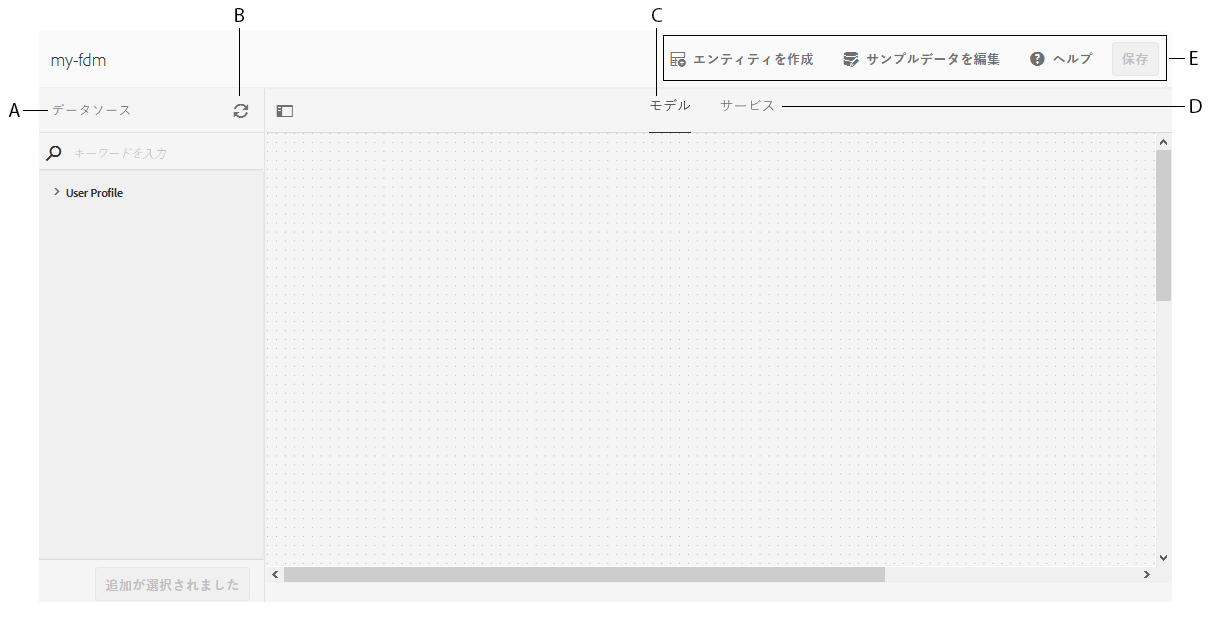 B
C
my-fdm
エンティティを作成 サンプルデータを編集 ? ヘルプ 保存
E
A
データソース
モデル サービス
D
キーワードを入力
User Profile
追加が選択されました